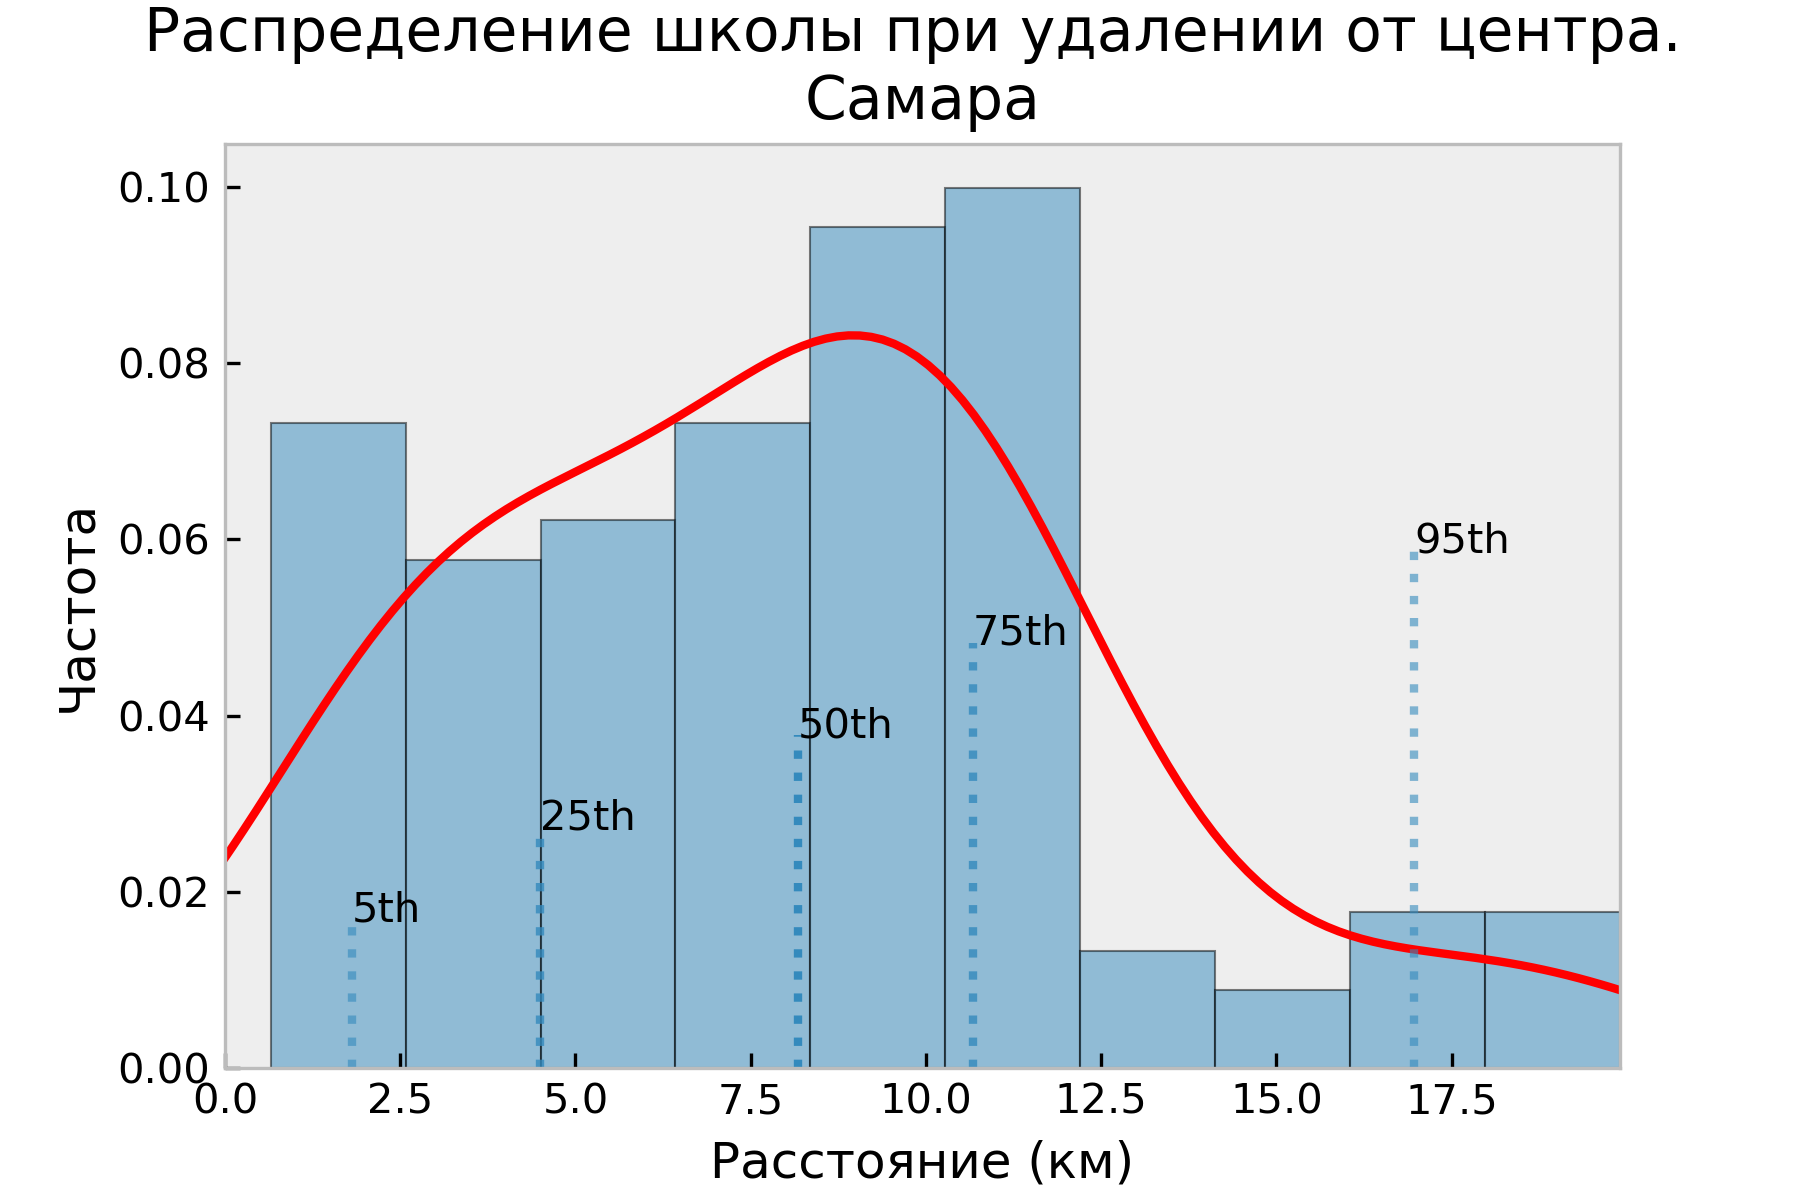 Распределение школы при удалении от центра.
Самара
0.10
0.08
0.06
0.04
0.02
0.00
Частота
5th
25th
50th
75th
95th
0.0 2.5 5.0 7.5 10.0 12.5 15.0 17.5
Расстояние (км)